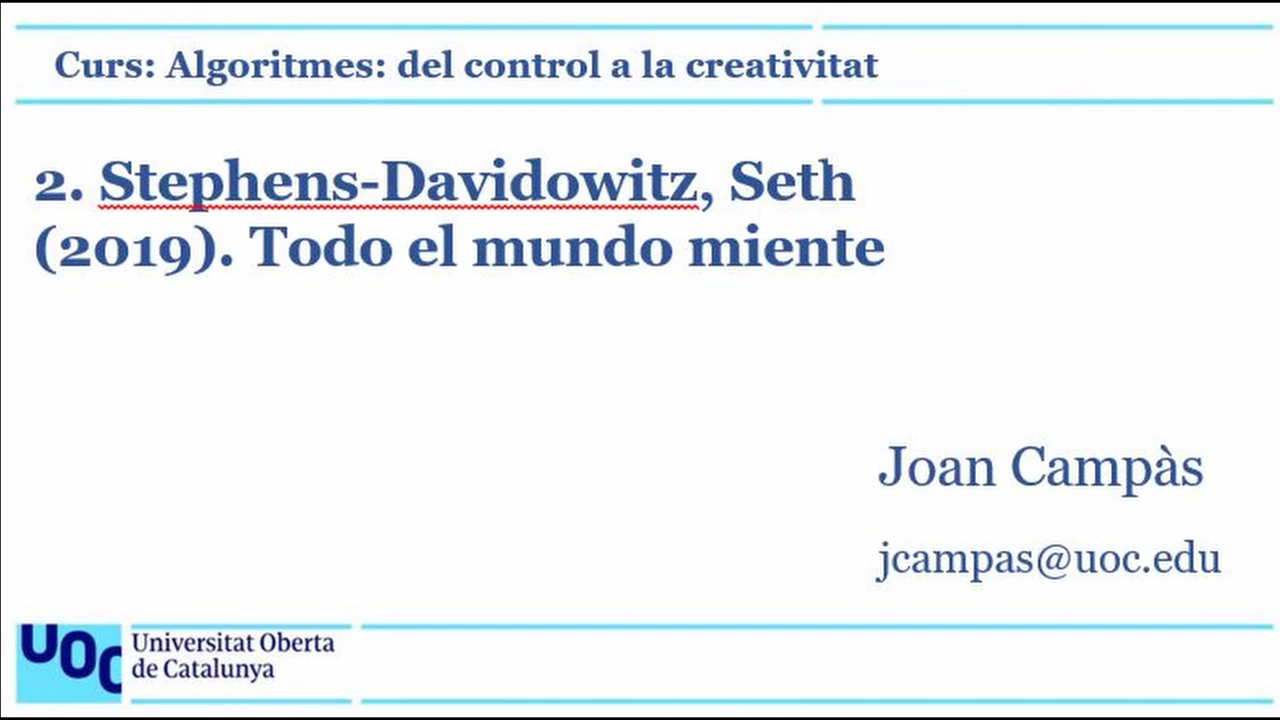 Curs: Algoritmes: del control a la creativitat
2. Stephens-Davidowitz, Seth
(2019). Todo el mundo miente
Joan Campàs
jcampas@uoc.edu
UOC
Universitat Oberta
de Catalunya